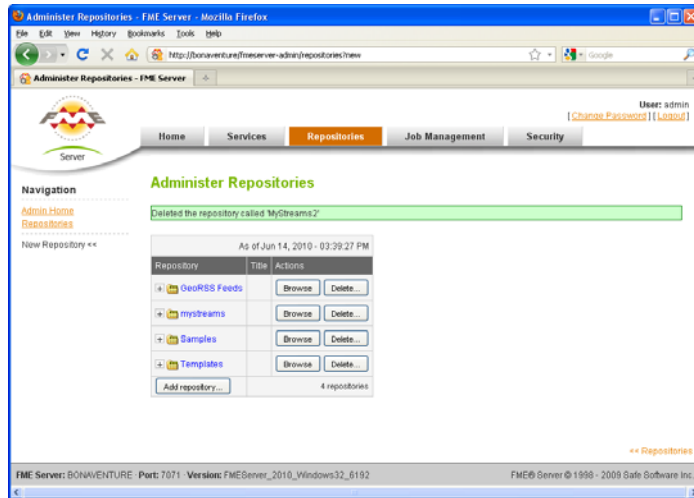 Administer Repositories - FME Server - Mozilla Firefox
File Edit View History Bookmarks Tools Help
http://bonaventure/fmeserver-admin/repositories?new
Google
Administer Repositories - FME Server
FME
Server
User: admin
[ Change Password ] [ Logout ]
Home Services Repositories Job Management Security
Navigation
Admin Home
Repositories
New Repository <<
Administer Repositories
Deleted the repository called 'MyStreams2'
As of Jun 14, 2010 - 03:39:27 PM
Repository Title Actions
GeoRSS Feeds Browse Delete...
mystreams Browse Delete...
Samples Browse Delete...
Templates Browse Delete...
Add repository... 4 repositories
<< Repositories
FME Server: BONAVENTURE · Port: 7071 · Version: FMEServer_2010_Windows32_6192
FME® Server © 1998 - 2009 Safe Software Inc.